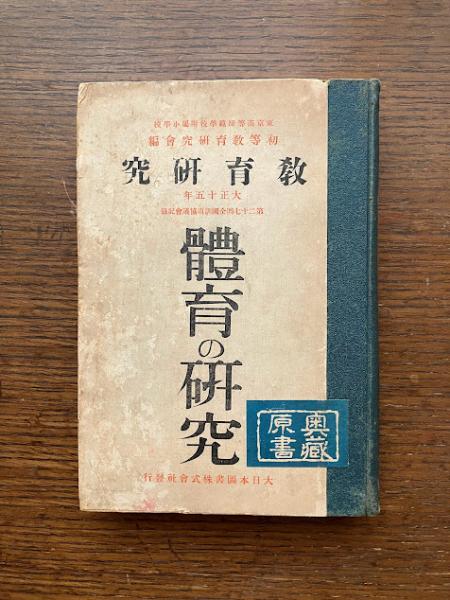 東京高等師範學校附屬小學校
初等教育研究會編
教育研究
大正十五年
第二十七回全國訓導協議會記錄
體育の研究
奥原
藏書
大日本圖書株式會社發行